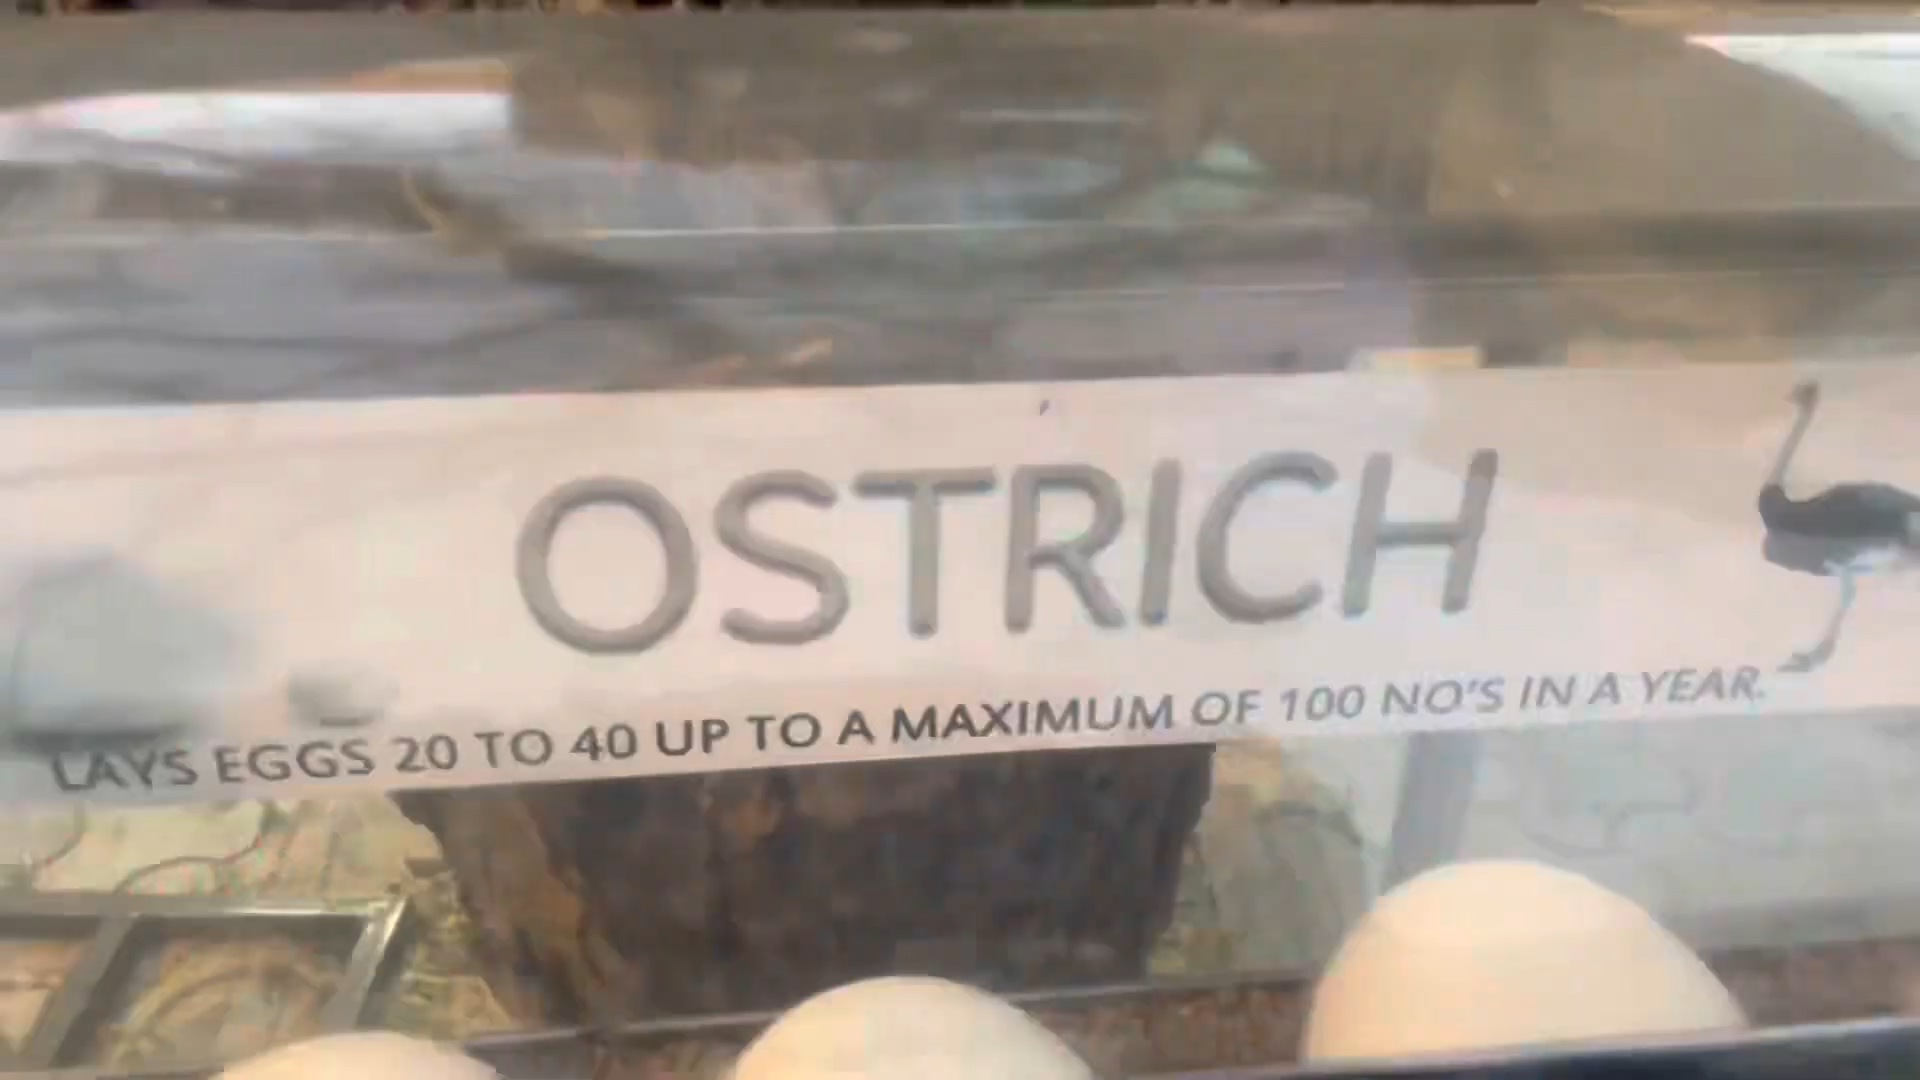 OSTRICH
LAYS EGGS 20 TO 40 UP TO A MAXIMUM OF 100 NO'S IN A YEAR.